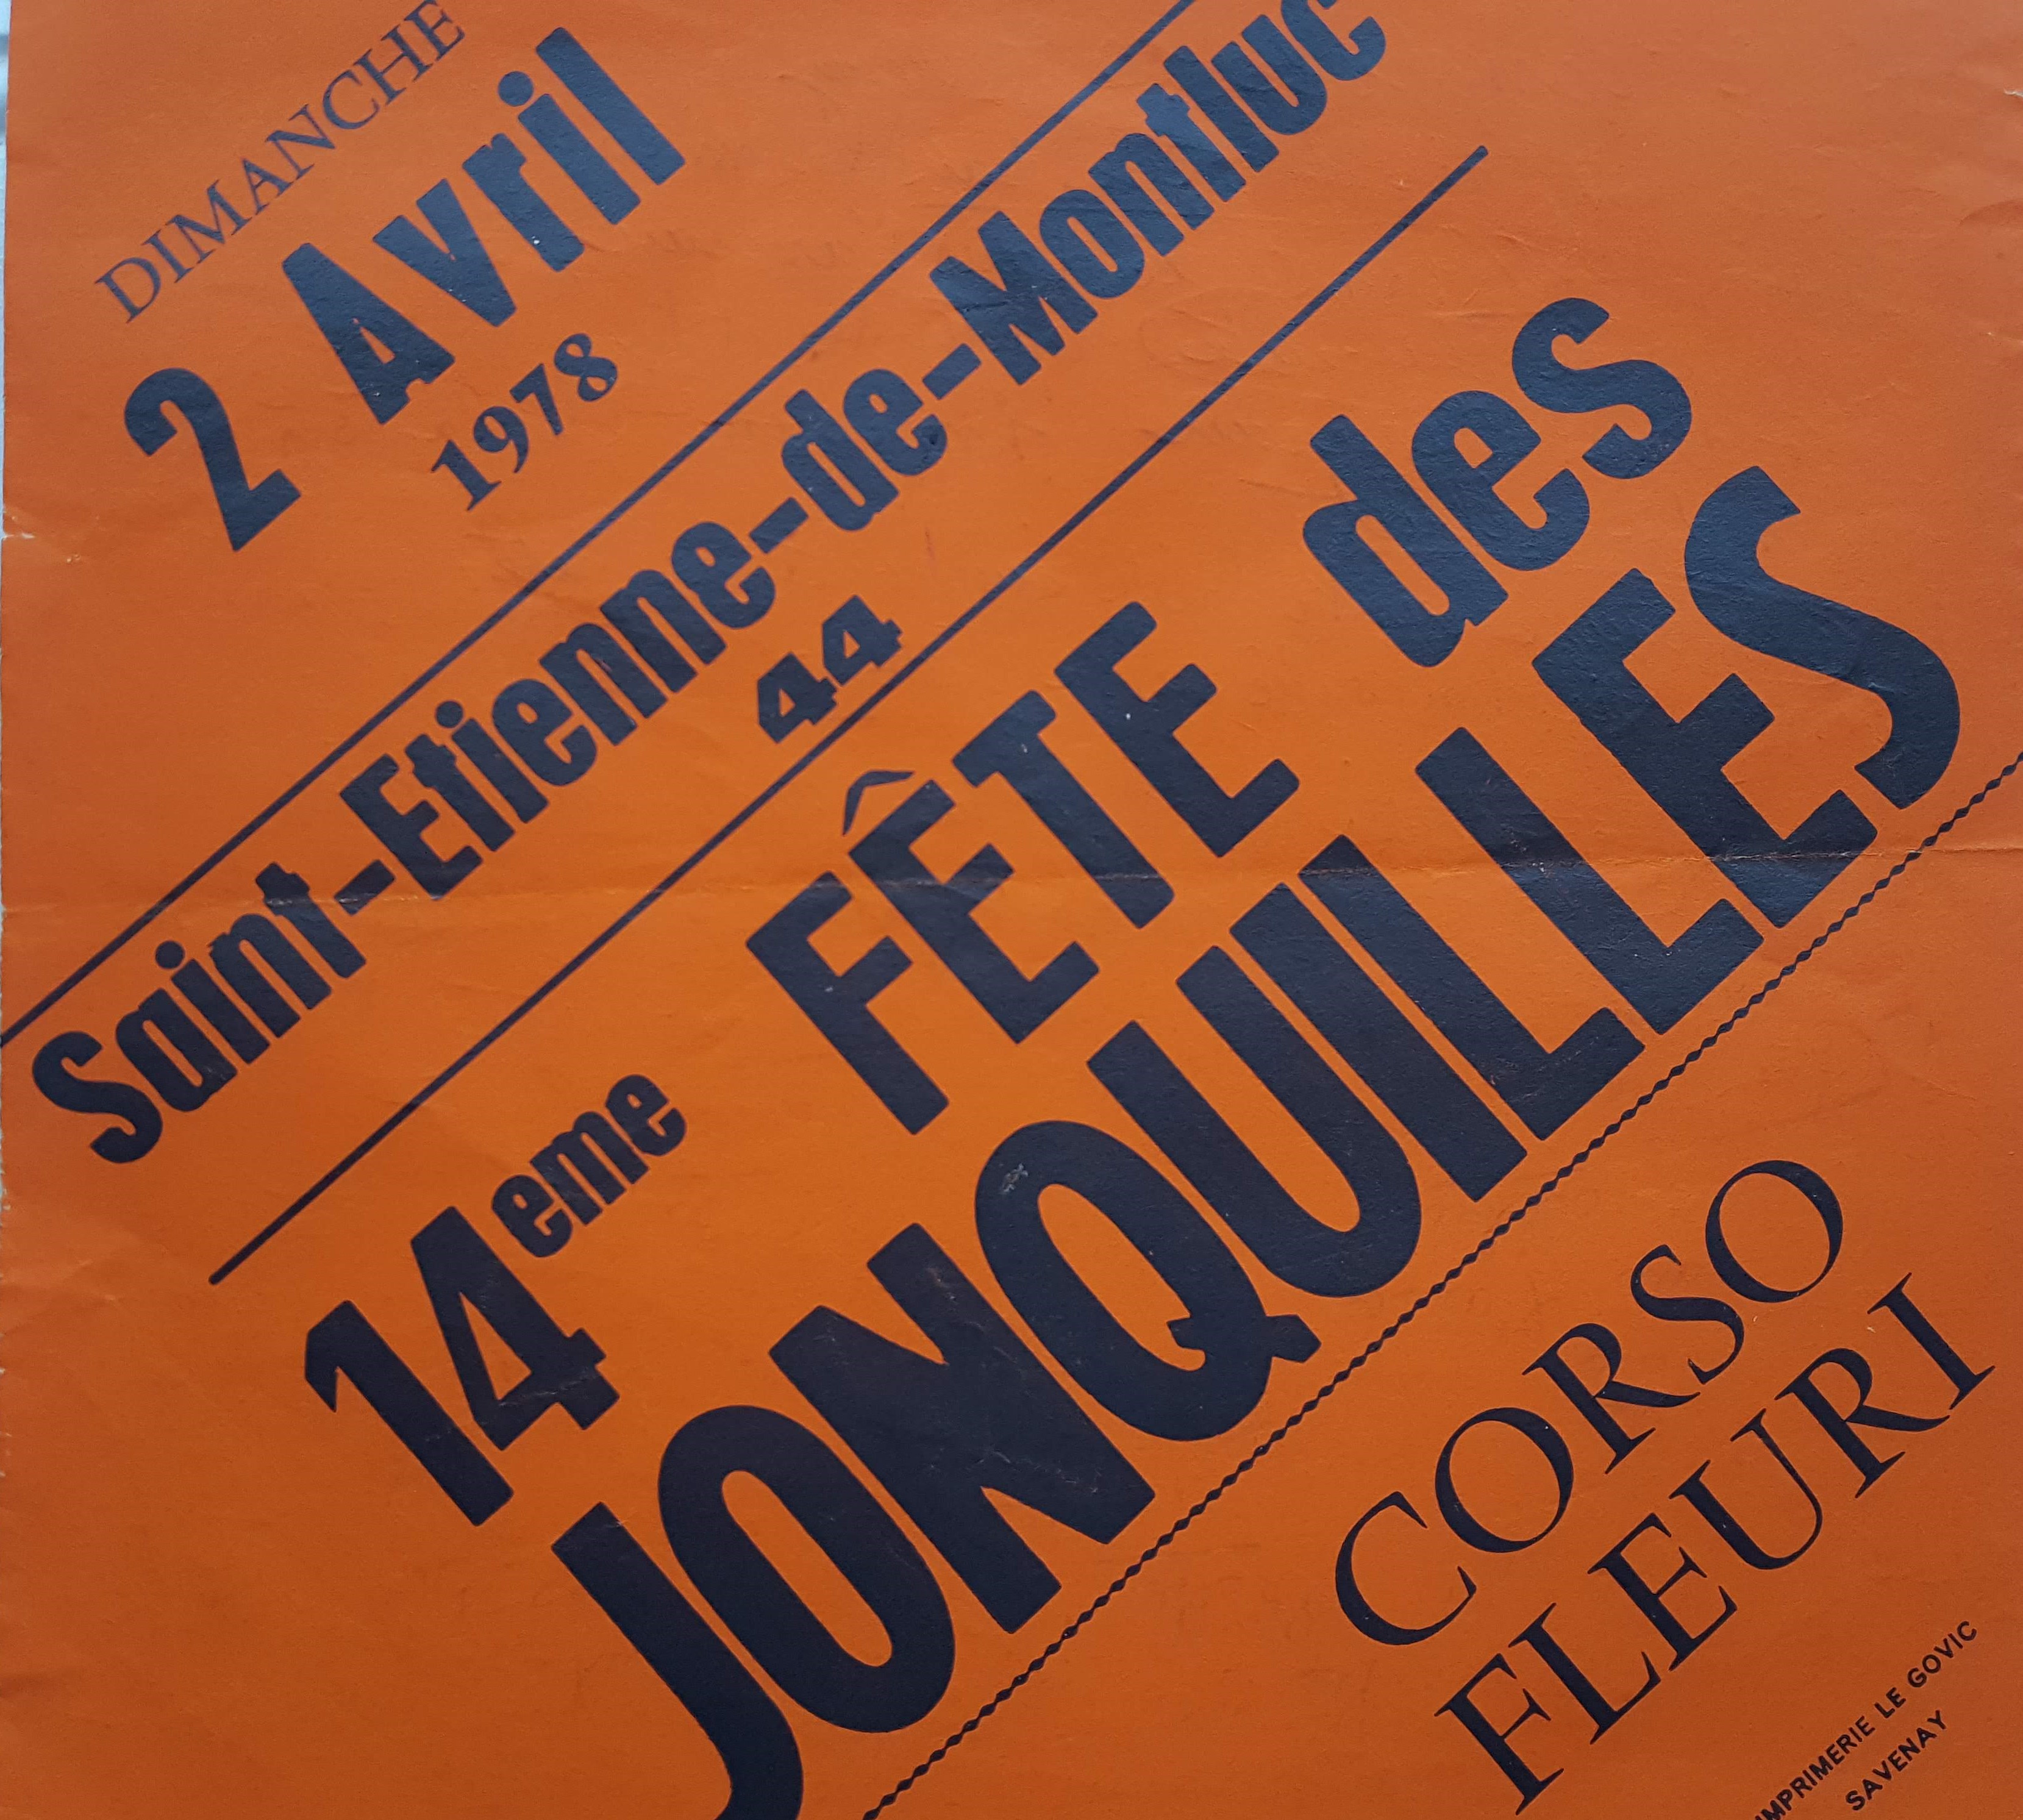 DIMANCHE
2 Avril
1978
Saint-Etienne-de-Montluc
44
14eme FÊTE des
JONQUILLES
CORSO
FLEURI
IMPRIMERIE LE GOVIC
SAVENAY